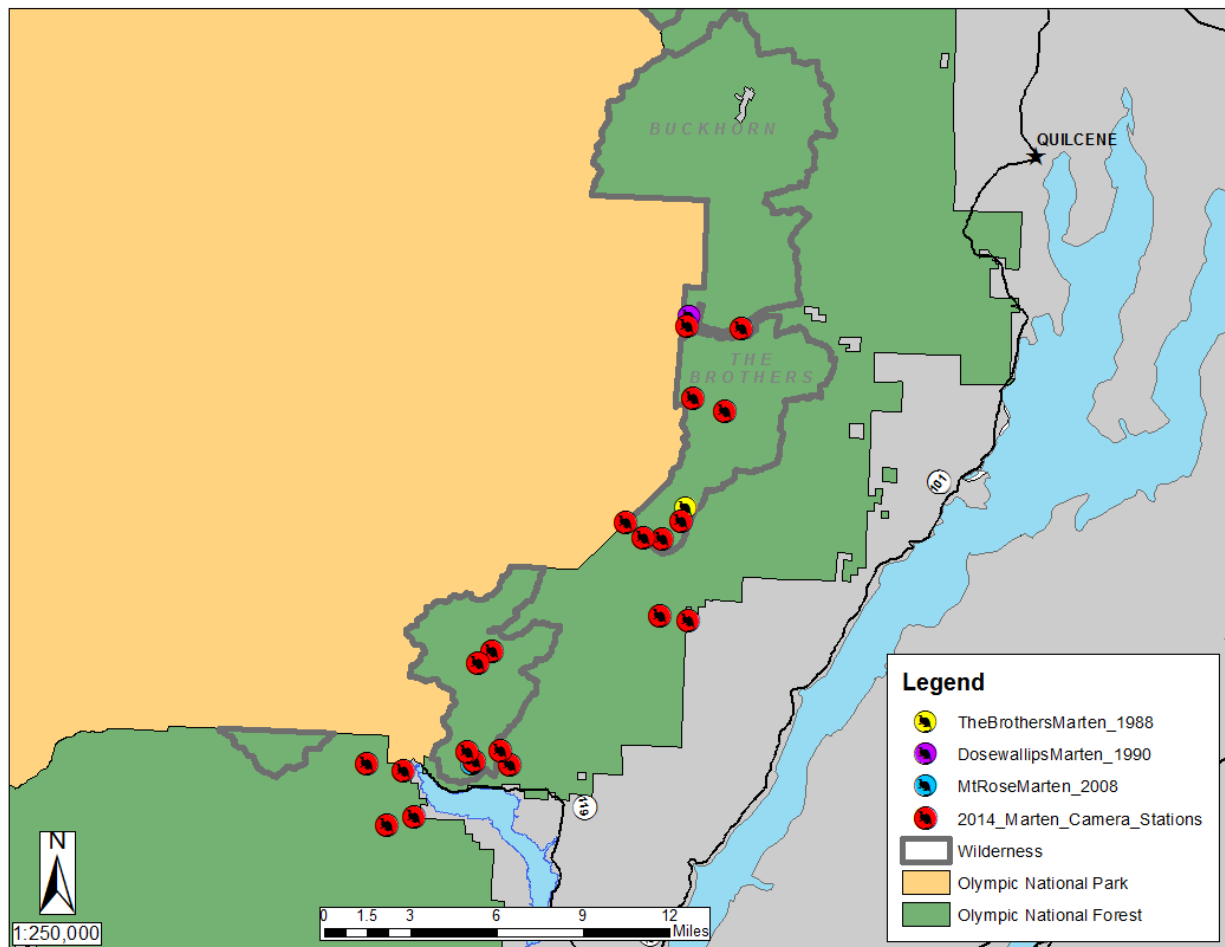 BUCKHORN
QUILCENE
THE
BROTHERS
101
119
Legend
TheBrothersMarten_1988
DosewallipsMarten_1990
MtRoseMarten_2008
2014_Marten_Camera_Stations
Wilderness
Olympic National Park
Olympic National Forest
N
1:250,000
0 1.5 3 6 9 12
Miles